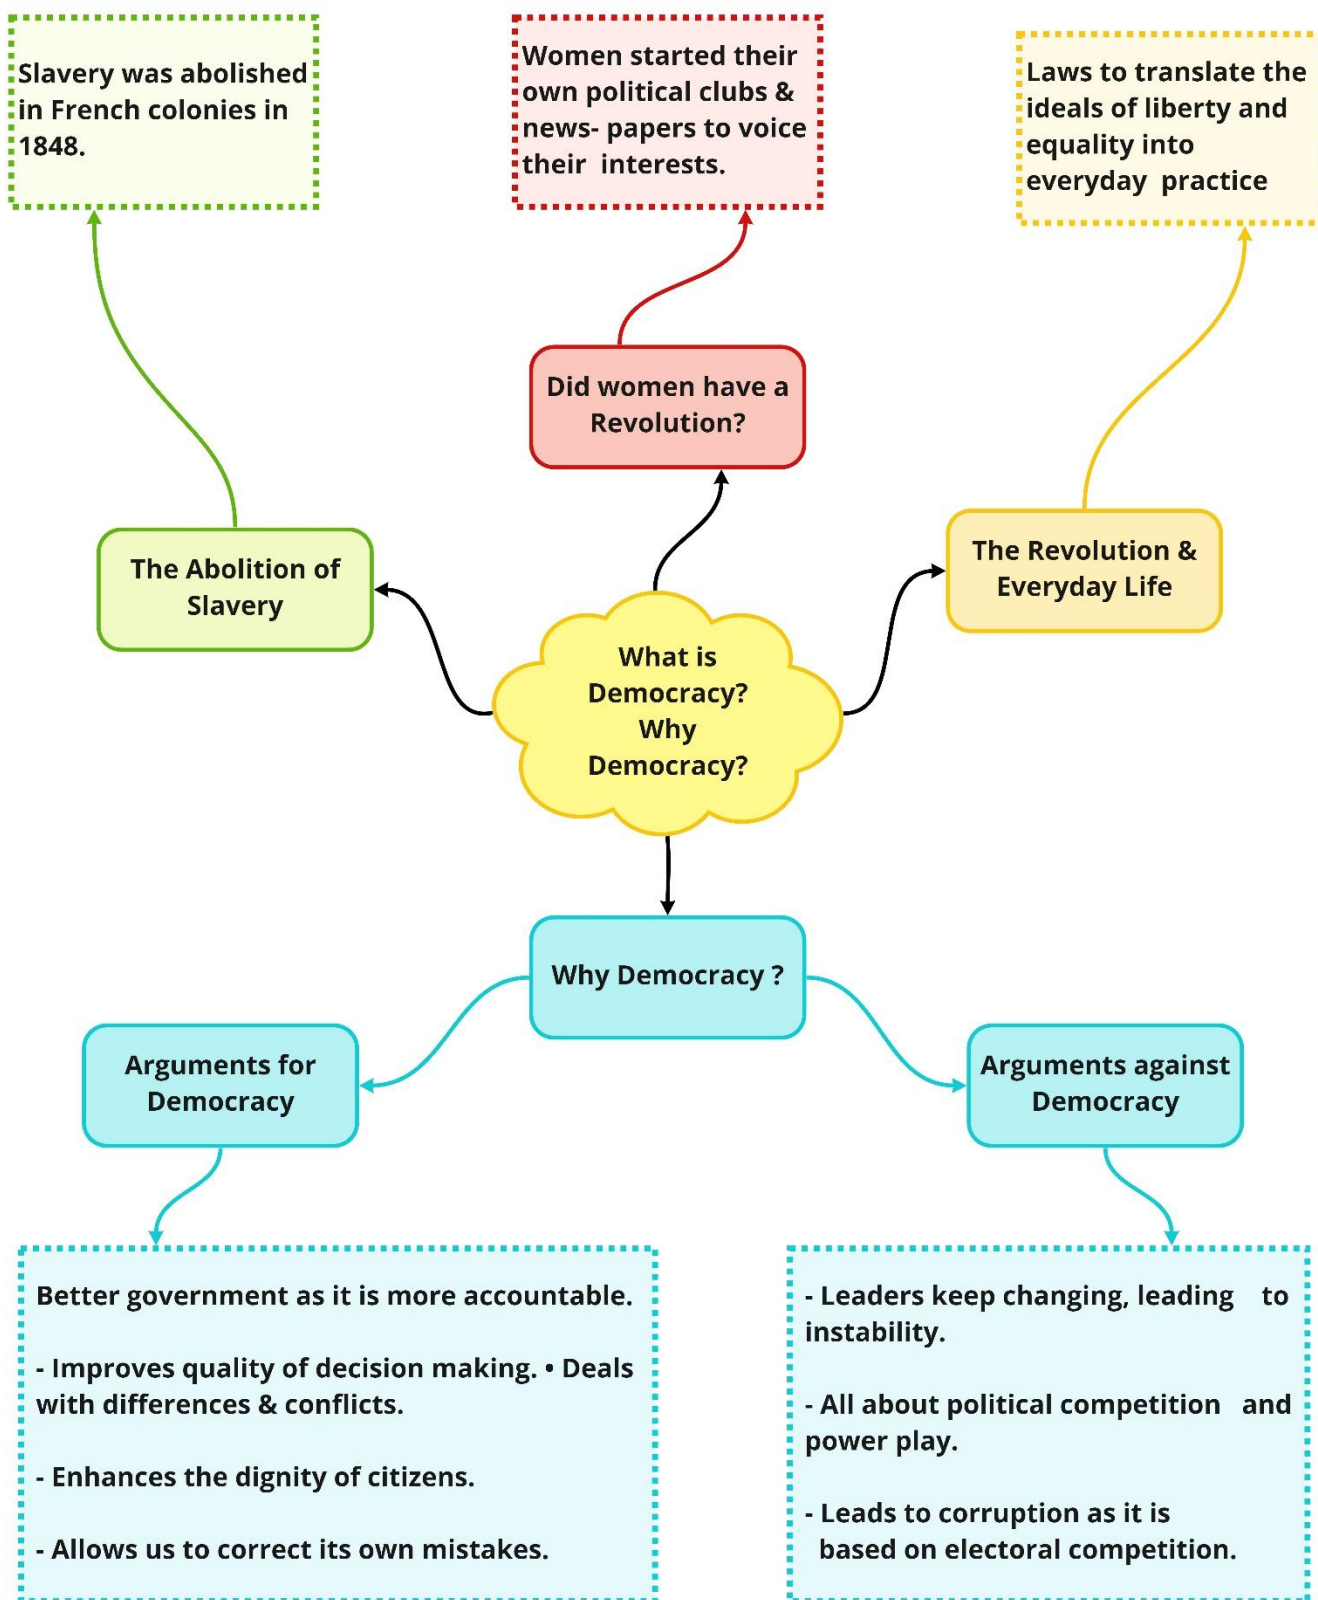 Slavery was abolished
in French colonies in
1848.
Women started their
own political clubs &
news- papers to voice
their interests.
Laws to translate the
ideals of liberty and
equality into
everyday practice
Did women have a
Revolution?
The Abolition of
Slavery
The Revolution &
Everyday Life
What is
Democracy?
Why
Democracy?
Why Democracy ?
Arguments for
Democracy
Arguments against
Democracy
Better government as it is more accountable.
- Improves quality of decision making. • Deals
with differences & conflicts.
- Enhances the dignity of citizens.
- Allows us to correct its own mistakes.
- Leaders keep changing, leading to
instability.
- All about political competition and
power play.
- Leads to corruption as it is
based on electoral competition.